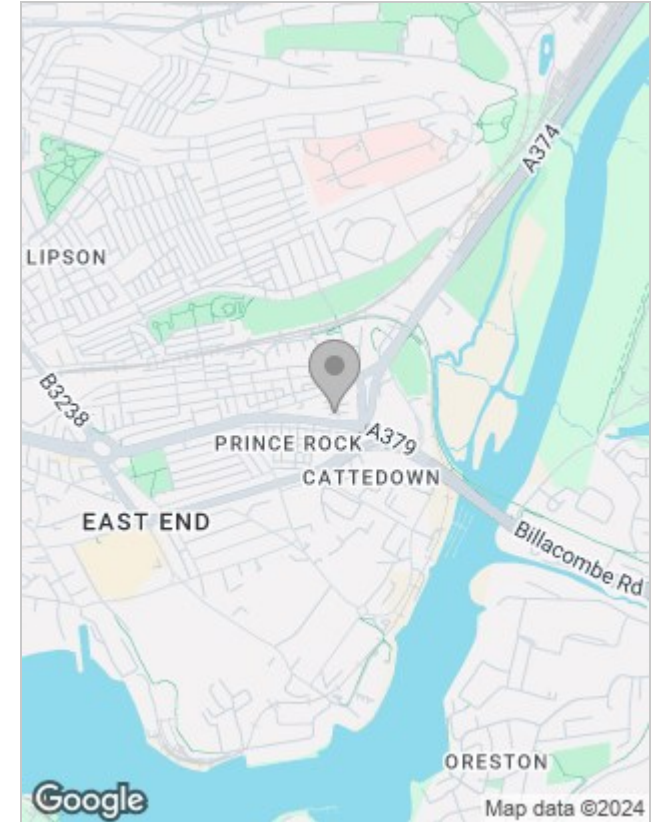 A374
LIPSON
B3238
PRINCE ROCK
A379
CATTEDOWN
EAST END
Billacombe Rd
ORESTON
Google
Map data ©2024